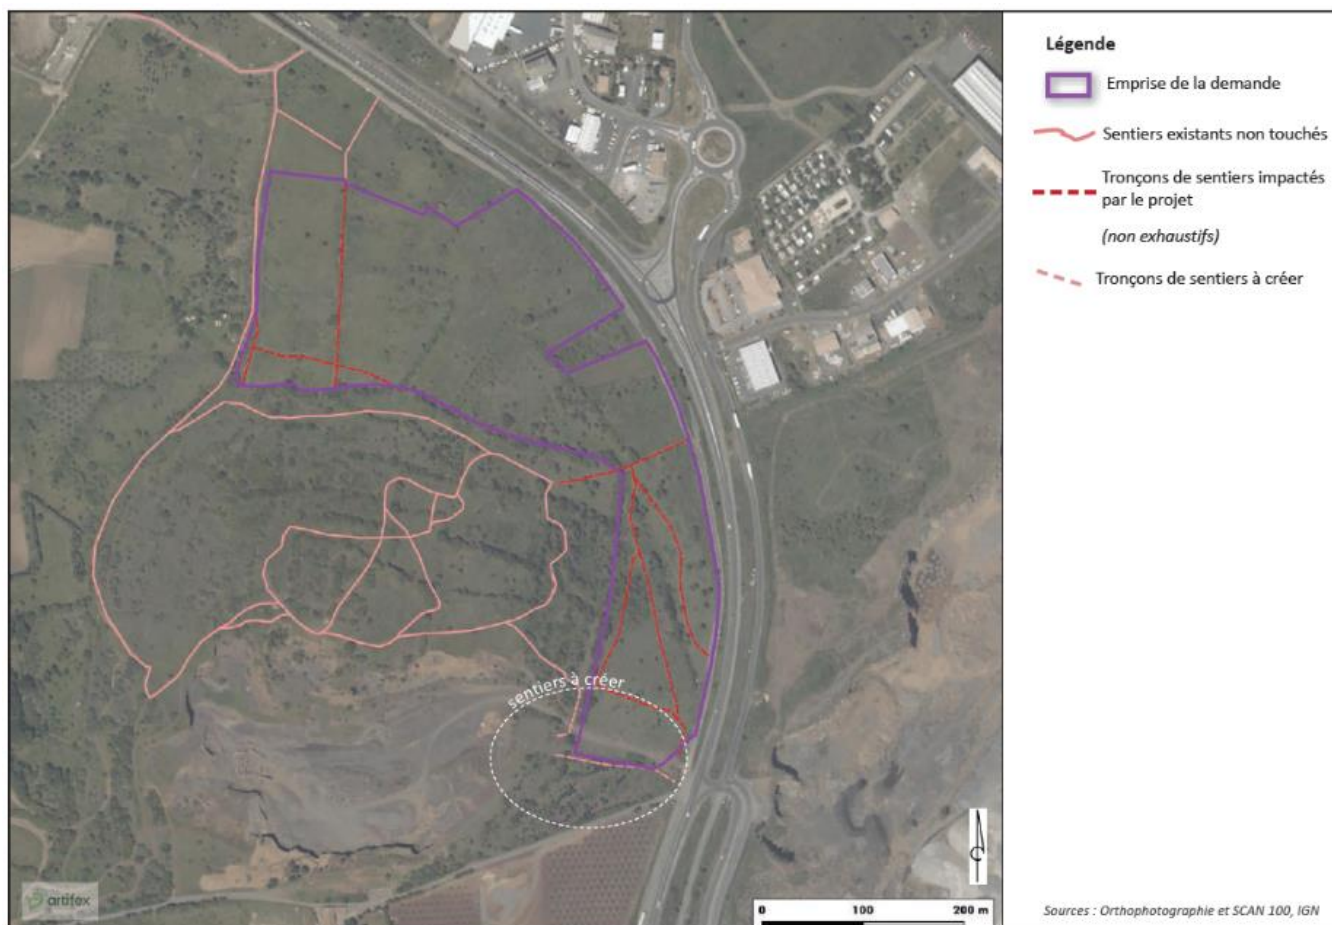 Légende
Emprise de la demande
Sentiers existants non touchés
Tronçons de sentiers impactés
par le projet
(non exhaustifs)
Tronçons de sentiers à créer
sentiers à créer
artifex
0 100 200 m
Sources : Orthophotographie et SCAN 100, IGN